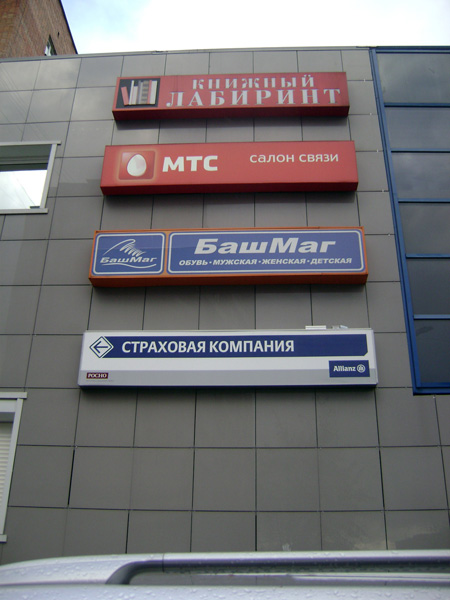 КНИЖНЫЙ
ЛАБИРИНТ
МТС
САЛОН СВЯЗИ
БашМаг
БашМаг
ОБУВЬ•МУЖСКАЯ•ЖЕНСКАЯ•ДЕТСКАЯ
СТРАХОВАЯ КОМПАНИЯ
РОСНО
Allianz